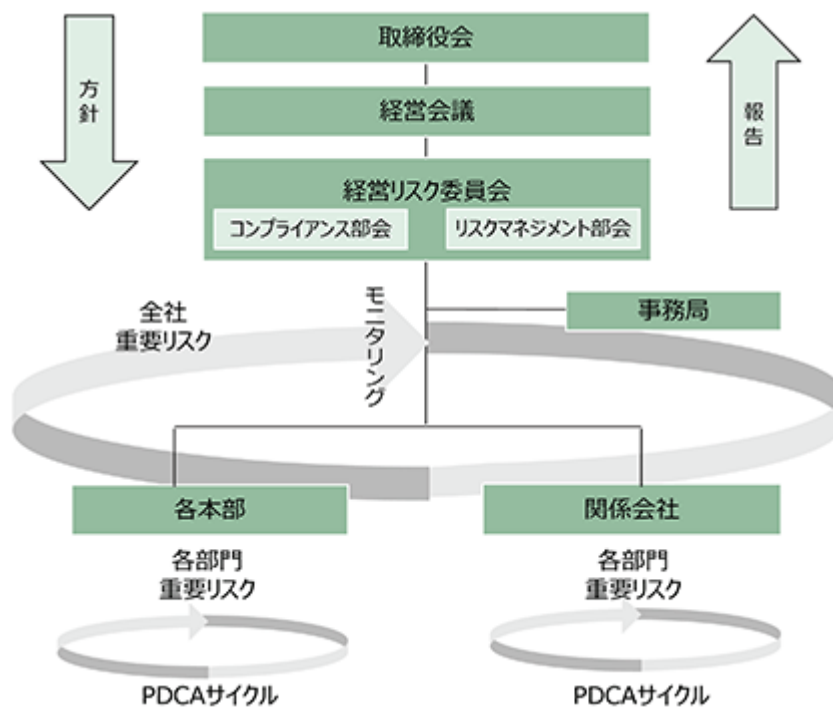 取締役会
方針
経営会議
報告
経営リスク委員会
コンプライアンス部会
リスクマネジメント部会
全社
重要リスク
モニタリング
事務局
各本部
関係会社
各部門
重要リスク
各部門
重要リスク
PDCAサイクル
PDCAサイクル